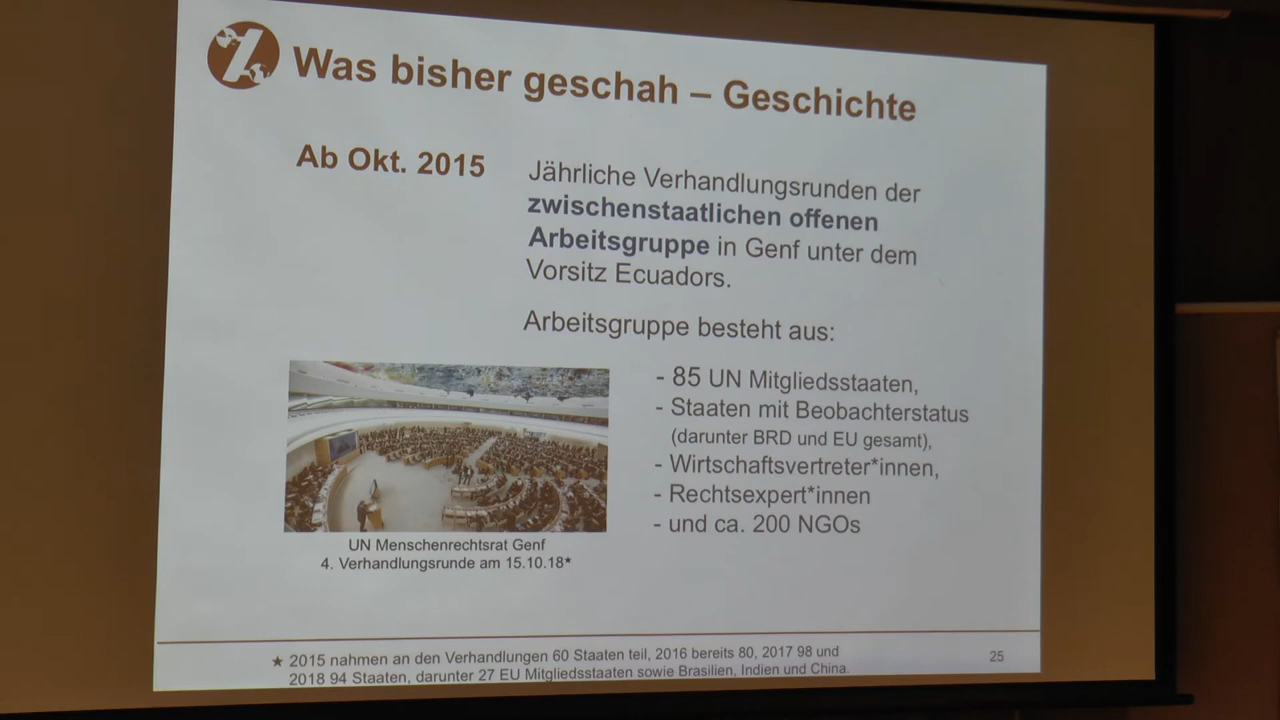 Was bisher geschah – Geschichte
Ab Okt. 2015
Jährliche Verhandlungsrunden der
zwischenstaatlichen offenen
Arbeitsgruppe in Genf unter dem
Vorsitz Ecuadors.
Arbeitsgruppe besteht aus:
- 85 UN Mitgliedsstaaten,
- Staaten mit Beobachterstatus
(darunter BRD und EU gesamt),
- Wirtschaftsvertreter*innen,
- Rechtsexpert*innen
- und ca. 200 NGOs
UN Menschenrechtsrat Genf
4. Verhandlungsrunde am 15.10.18★
★ 2015 nahmen an den Verhandlungen 60 Staaten teil, 2016 bereits 80, 2017 98 und
2018 94 Staaten, darunter 27 EU Mitgliedsstaaten sowie Brasilien, Indien und China.
25